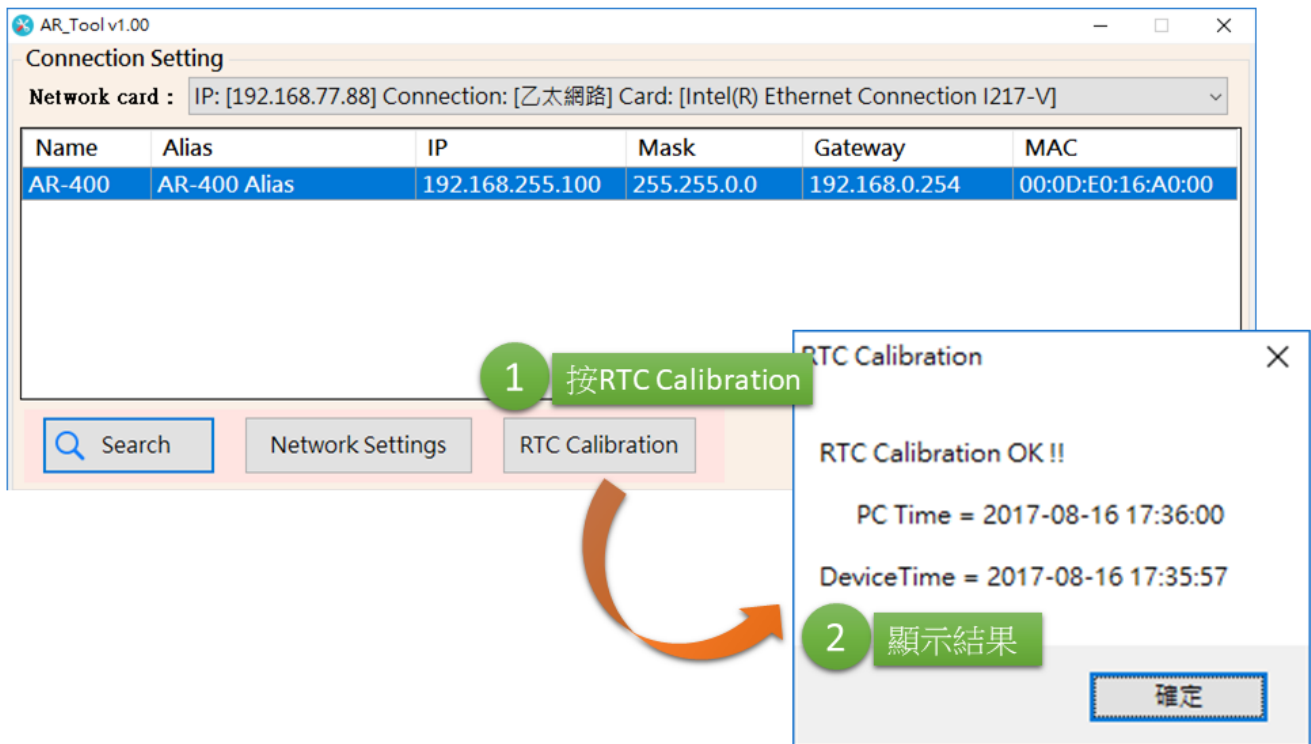 AR_Tool v1.00
Connection Setting
Network card : IP: [192.168.77.88] Connection: [乙太網路] Card: [Intel(R) Ethernet Connection I217-V]
Name Alias IP Mask Gateway MAC
AR-400 AR-400 Alias 192.168.255.100 255.255.0.0 192.168.0.254 00:0D:E0:16:A0:00
1 按RTC Calibration
Search Network Settings RTC Calibration
RTC Calibration
RTC Calibration OK !!
PC Time = 2017-08-16 17:36:00
DeviceTime = 2017-08-16 17:35:57
2 顯示結果
確定